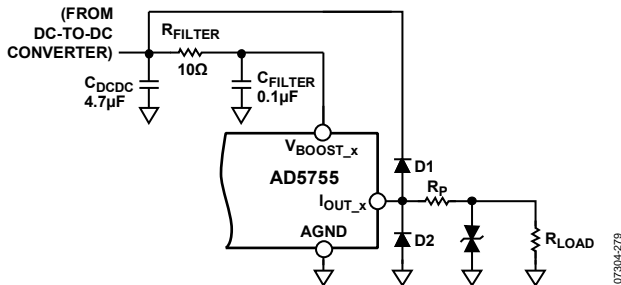 (FROM
DC-TO-DC
CONVERTER)
RFILTER
10Ω
CDCDC
4.7µF
CFILTER
0.1µF
VBOOST_x
AD5755
IOUT_x
AGND
D1
RP
D2
RLOAD
07304-279